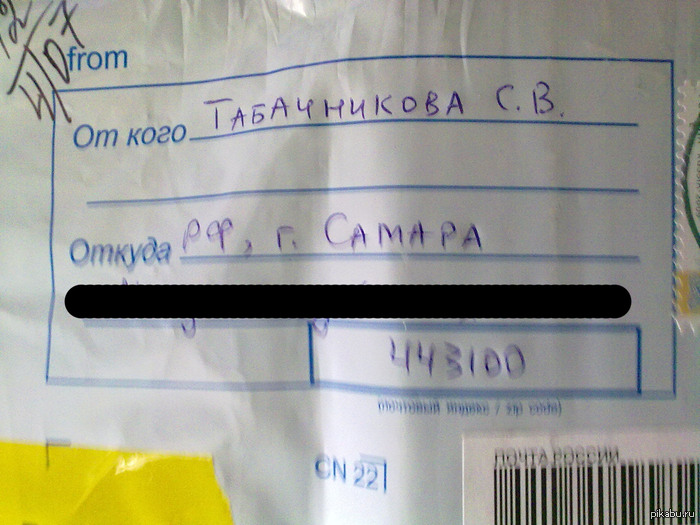 from
От кого ТАБАЧНИКОВА С.В.
Откуда РФ, г. САМАРА
443100
(почтовый индекс / zip code)
CN 22
ПОЧТА РОССИИ
pikabu.ru